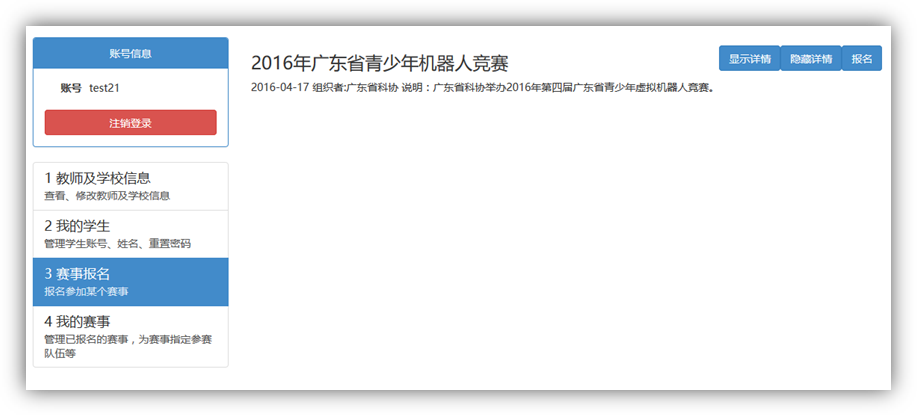 账号信息
账号 test21
注销登录
1 教师及学校信息
查看、修改教师及学校信息
2 我的学生
管理学生账号、姓名、重置密码
3 赛事报名
报名参加某个赛事
4 我的赛事
管理已报名的赛事，为赛事指定参赛
队伍等
2016年广东省青少年机器人竞赛
显示详情 隐藏详情 报名
2016-04-17 组织者:广东省科协 说明：广东省科协举办2016年第四届广东省青少年虚拟机器人竞赛。